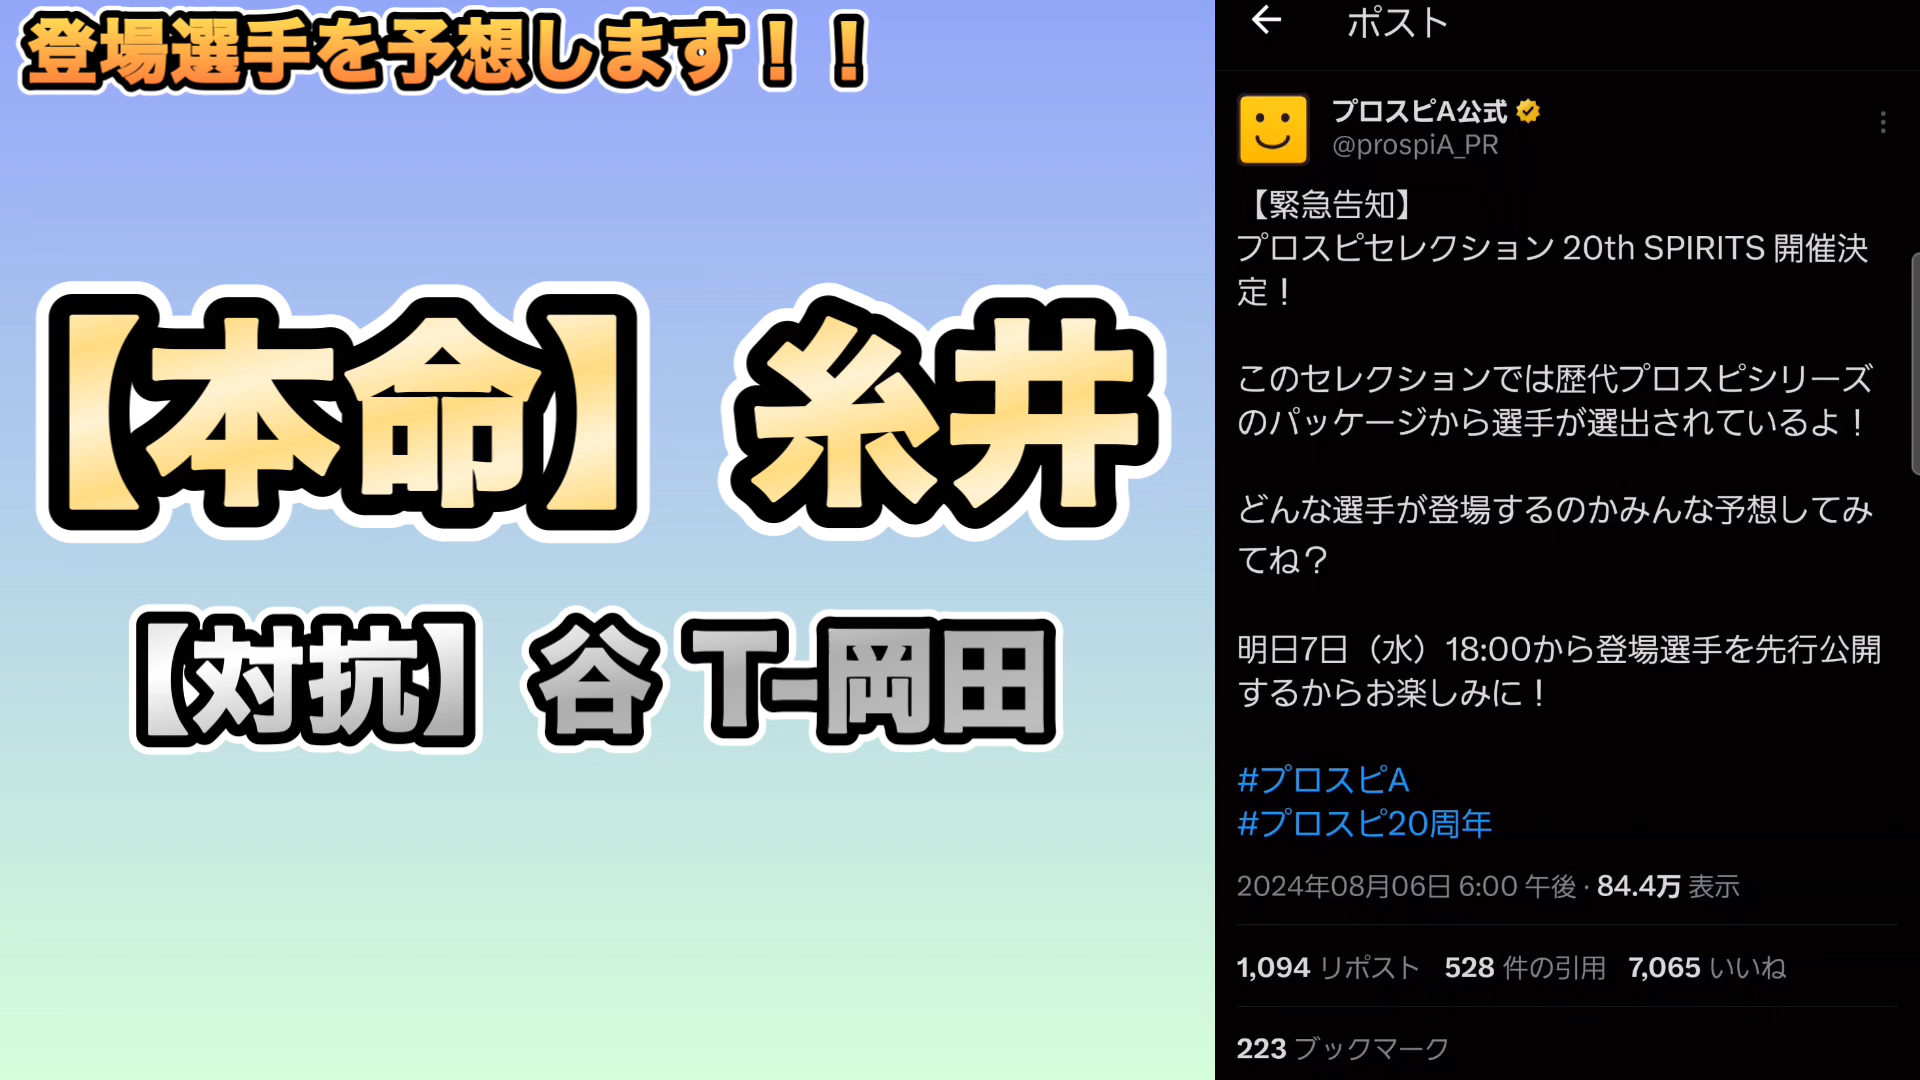 登場選手を予想します！！
【本命】 糸井
【対抗】 谷 T-岡田
ポスト
プロスピA公式
@prospiA_PR
【緊急告知】
プロスピセレクション 20th SPIRITS 開催決
定！
このセレクションでは歴代プロスピシリーズ
のパッケージから選手が選出されているよ！
どんな選手が登場するのかみんな予想してみ
てね？
明日7日（水）18:00から登場選手を先行公開
するからお楽しみに！
#プロスピA
#プロスピ20周年
2024年08月06日 6:00 午後 · 84.4万 表示
1,094 リポスト 528 件の引用 7,065 いいね
223 ブックマーク